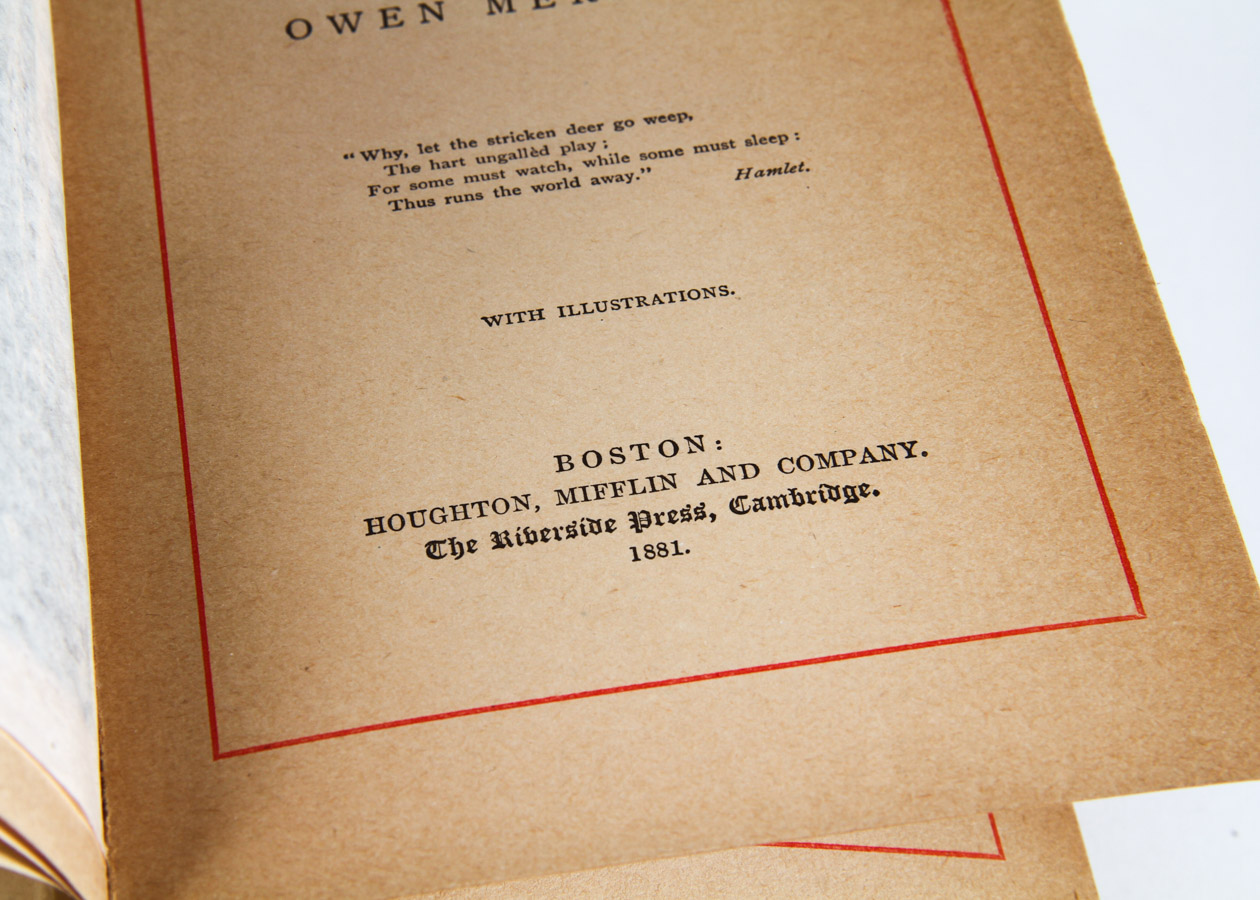 OWEN
“Why, let the stricken deer go weep,
The hart ungallèd play ;
For some must watch, while some must sleep :
Thus runs the world away.”
Hamlet.
WITH ILLUSTRATIONS.
BOSTON:
HOUGHTON, MIFFLIN AND COMPANY.
The Riverside Press, Cambridge.
1881.